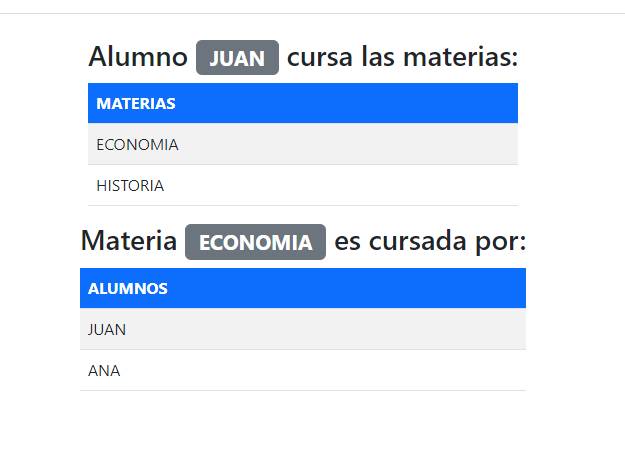 Alumno JUAN cursa las materias:
MATERIAS
ECONOMIA
HISTORIA
Materia ECONOMIA es cursada por:
ALUMNOS
JUAN
ANA